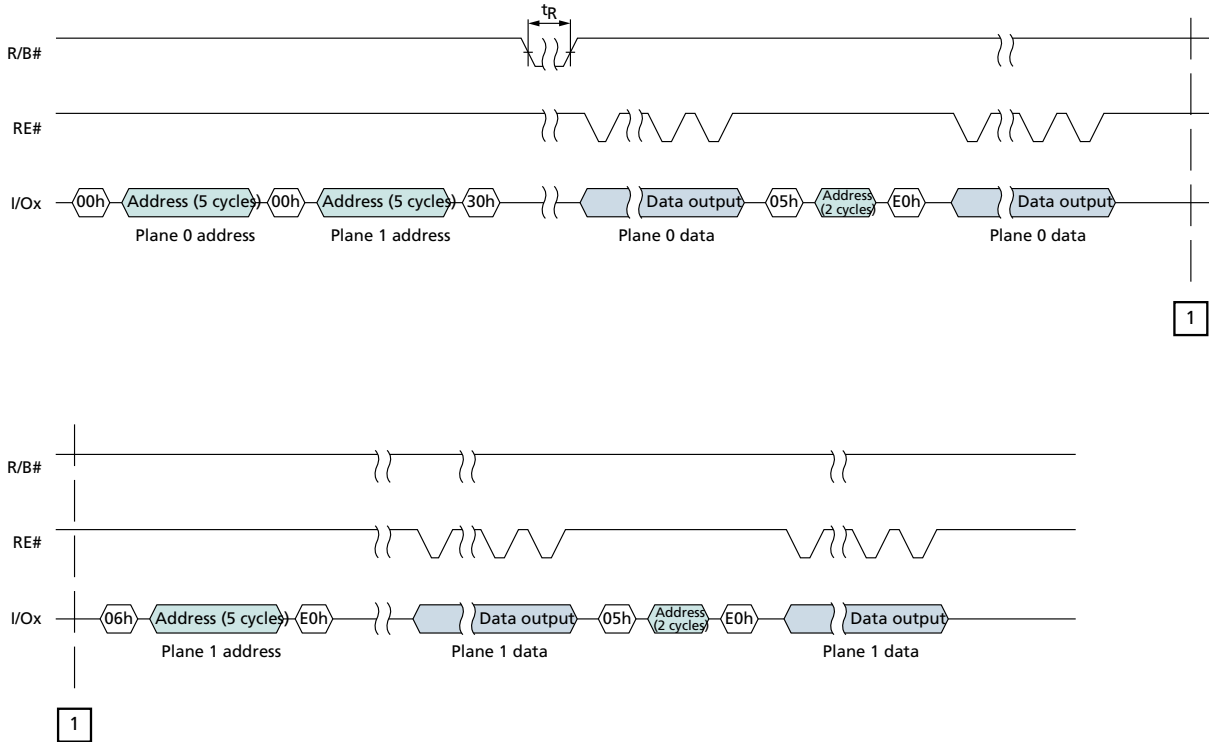 tR
R/B#
RE#
I/Ox 00h Address (5 cycles) 00h Address (5 cycles) 30h Data output 05h Address (2 cycles) E0h Data output
Plane 0 address Plane 1 address Plane 0 data Plane 0 data
1
R/B#
RE#
I/Ox 06h Address (5 cycles) E0h Data output 05h Address (2 cycles) E0h Data output
Plane 1 address Plane 1 data Plane 1 data
1